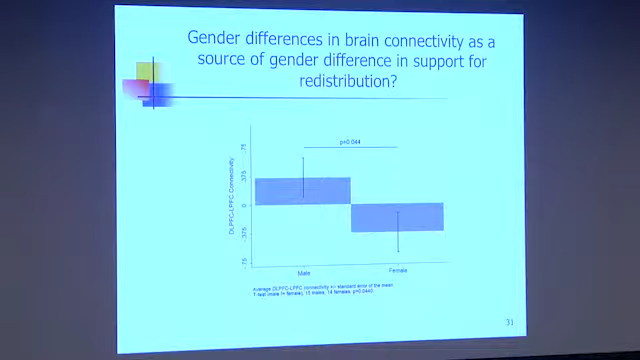 Gender differences in brain connectivity as a
source of gender difference in support for
redistribution?
p=0.044
DLPFC-LPFC Connectivity
.75
.375
0
-.375
-.75
Male
Female
Average DLPFC-LPFC connectivity +/- standard error of the mean.
T-test (male != female), 15 males, 14 females, p=0.0440.
31